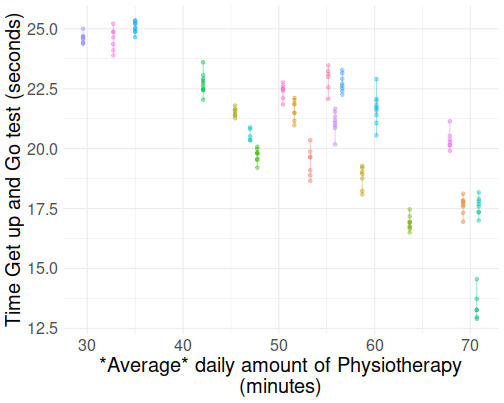 Time Get up and Go test (seconds)
25.0
22.5
20.0
17.5
15.0
12.5
30 40 50 60 70
*Average* daily amount of Physiotherapy
(minutes)